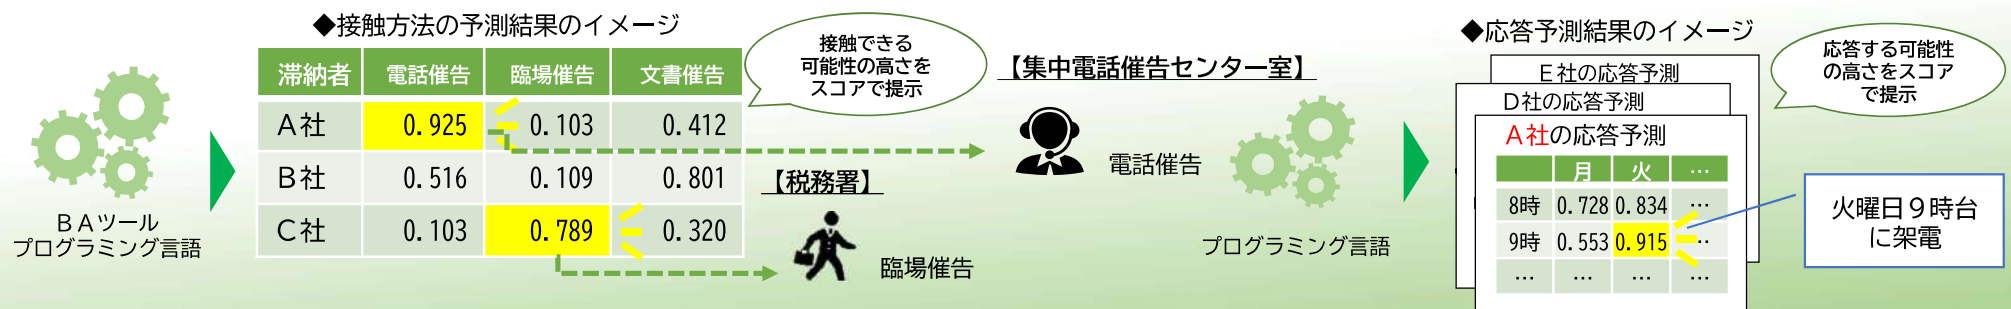 BAツール
プログラミング言語
◆接触方法の予測結果のイメージ
滞納者 電話催告 臨場催告 文書催告
A社 0.925 0.103 0.412
B社 0.516 0.109 0.801
C社 0.103 0.789 0.320
接触できる
可能性の高さを
スコアで提示
【集中電話催告センター室】
電話催告
【税務署】
臨場催告
プログラミング言語
◆応答予測結果のイメージ
E社の応答予測
D社の応答予測
A社の応答予測
月 火 …
8時 0.728 0.834 …
9時 0.553 0.915 …
… … …
応答する可能性
の高さをスコア
で提示
火曜日9時台
に架電